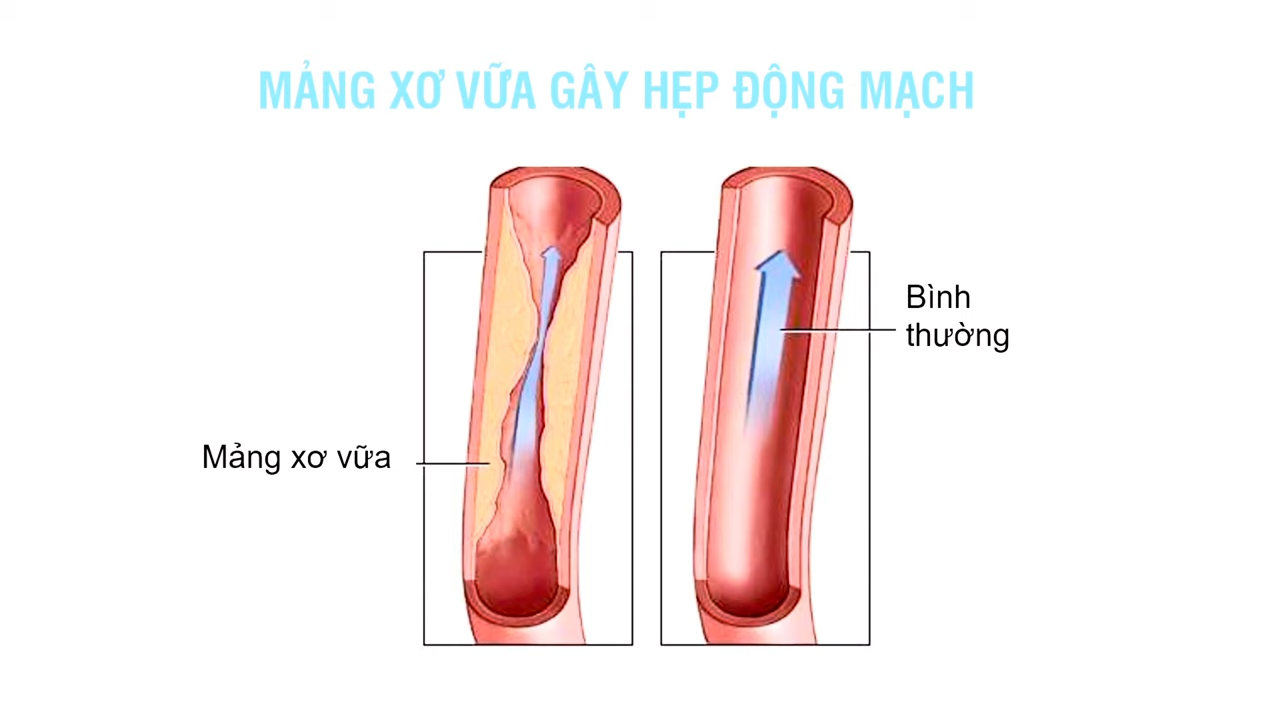 MẢNG XƠ VỮA GÂY HẸP ĐỘNG MẠCH
Bình
thường
Mảng xơ vữa